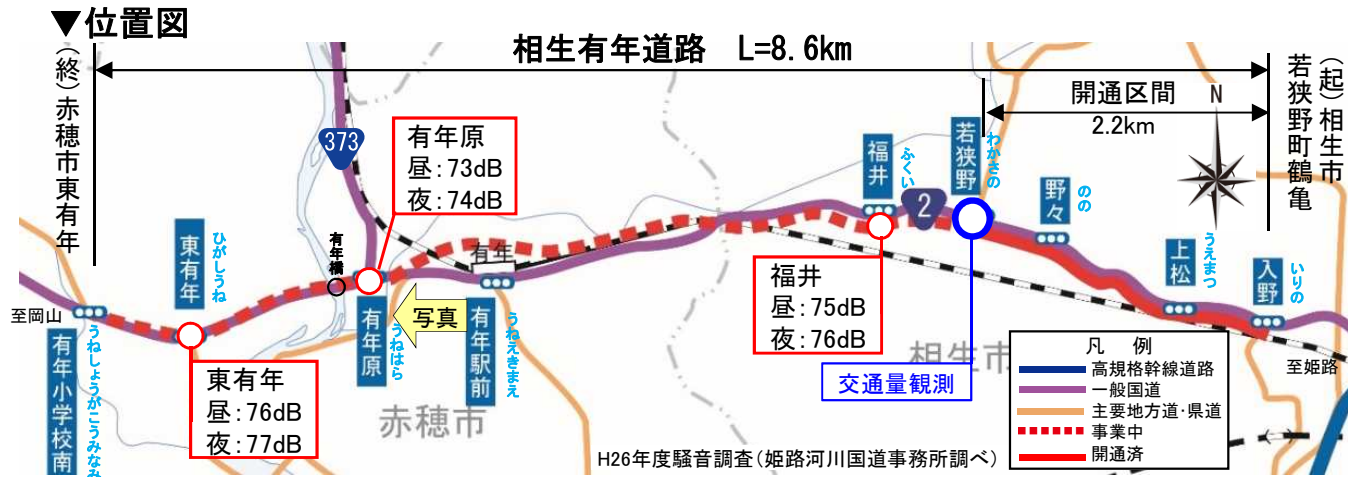 ▼位置図
相生有年道路 L=8.6km
(終)赤穂市東有年
(起)相生市
若狭野町鶴亀
開通区間
2.2km
N
373
有年原
昼:73dB
夜:74dB
福井
ふくい
2
若狭野
わかさの
野々
のの
上松
うえまつ
入野
いりの
東有年
ひがしうね
有年橋
有年
至岡山
有年小学校南
うねしょうがこうみなみ
有年原
うねはら
写真
有年駅前
うねえきまえ
福井
昼:75dB
夜:76dB
東有年
昼:76dB
夜:77dB
赤穂市
相生市
交通量観測
至姫路
凡 例
高規格幹線道路
一般国道
主要地方道・県道
事業中
開通済
H26年度騒音調査(姫路河川国道事務所調べ)